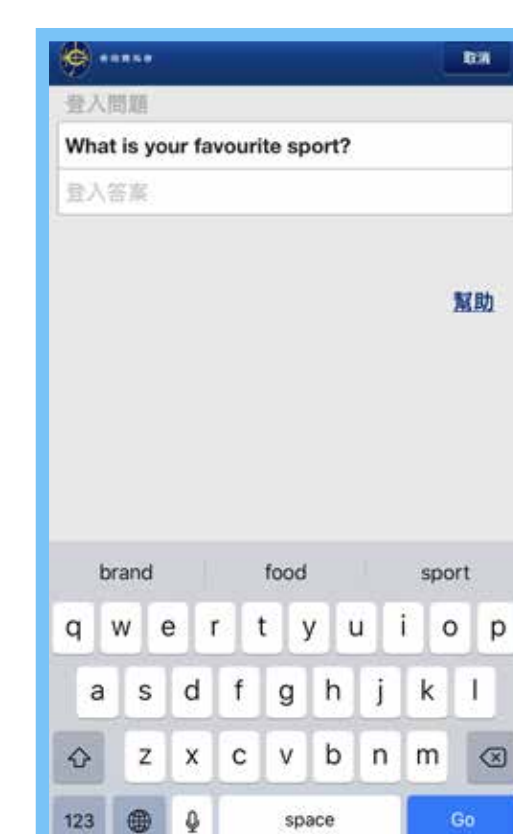 取消
登入問題
What is your favourite sport?
登入答案
幫助
brand food sport
q w e r t y u i o p
a s d f g h j k l
z x c v b n m
123 space Go